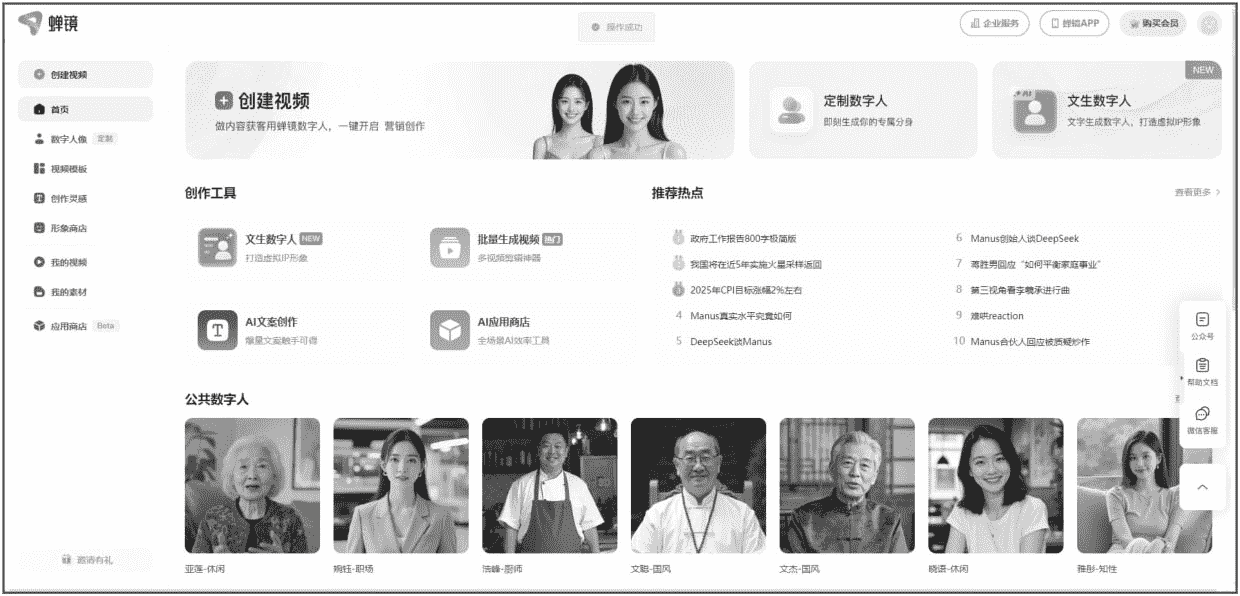 蝉镜
操作成功
企业服务
蝉镜APP
购买会员
创建视频
首页
数字人像 定制
视频模板
创作灵感
形象商店
我的视频
我的素材
应用商店 Beta
邀请有礼
创建视频
做内容获客用蝉镜数字人，一键开启 营销创作
定制数字人
即刻生成你的专属分身
NEW
文生数字人
文字生成数字人，打造虚拟IP形象
创作工具
文生数字人 NEW
打造虚拟IP形象
批量生成视频 热门
多视频剪辑神器
AI文案创作
爆量文案触手可得
AI应用商店
全场景AI效率工具
推荐热点
查看更多
政府工作报告800字极简版
我国将在近5年实施火星采样返回
3 2025年CPI目标涨幅2%左右
4 Manus真实水平究竟如何
5 DeepSeek谈Manus
6 Manus创始人谈DeepSeek
7 蒋胜男回应“如何平衡家庭事业”
8 第三视角看李羲承进行曲
9 难哄reaction
10 Manus合伙人回应被质疑炒作
公众号
帮助文档
微信客服
公共数字人
亚莲-休闲
婉钰-职场
浩峰-厨师
文聪-国风
文杰-国风
晓语-休闲
雅彤-知性